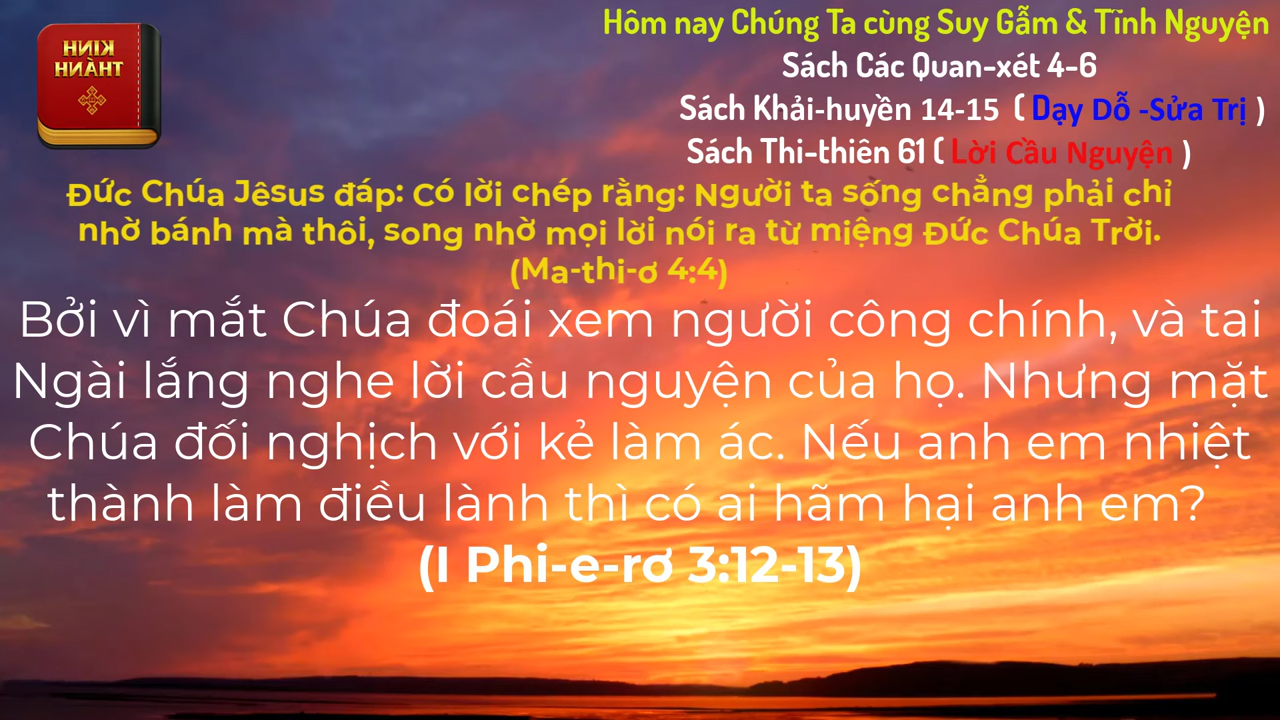 KINH
THÀNH
Hôm nay Chúng Ta cùng Suy Gẫm & Tĩnh Nguyện
Sách Các Quan-xét 4-6
Sách Khải-huyền 14-15 ( Dạy Dỗ -Sửa Trị )
Sách Thi-thiên 61 ( Lời Cầu Nguyện )
Đức Chúa Jêsus đáp: Có lời chép rằng: Người ta sống chẳng phải chỉ
nhờ bánh mà thôi, song nhờ mọi lời nói ra từ miệng Đức Chúa Trời.
(Ma-thi-ơ 4:4)
Bởi vì mắt Chúa đoái xem người công chính, và tai
Ngài lắng nghe lời cầu nguyện của họ. Nhưng mặt
Chúa đối nghịch với kẻ làm ác. Nếu anh em nhiệt
thành làm điều lành thì có ai hãm hại anh em?
(I Phi-e-rơ 3:12-13)